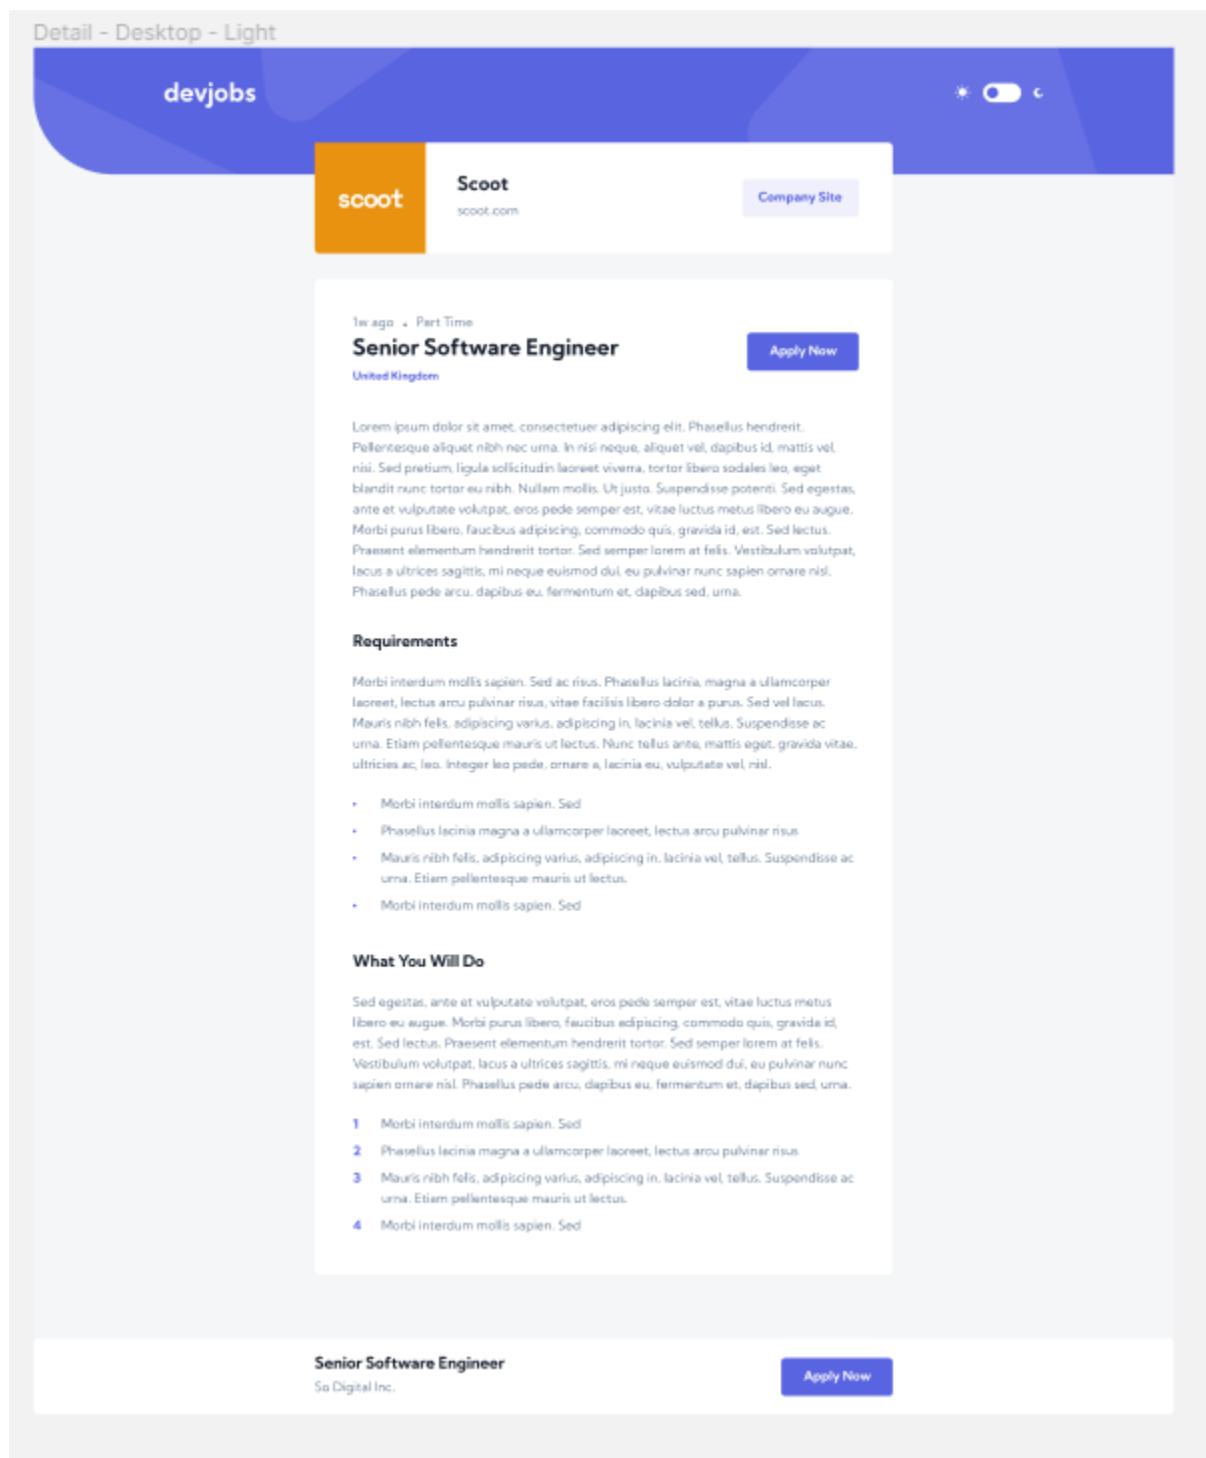 Detail - Desktop - Light
devjobs
scoot
Scoot
scoot.com
Company Site
1w ago . Part Time
Senior Software Engineer
United Kingdom
Apply Now
Lorem ipsum dolor sit amet, consectetuer adipiscing elit. Phasellus hendrerit.
Pellentesque aliquet nibh nec urna. In nisi neque, aliquet vel, dapibus id, mattis vel,
nisi. Sed pretium, ligula sollicitudin laoreet viverra, tortor libero sodales leo, eget
blandit nunc tortor eu nibh. Nullam mollis. Ut justo. Suspendisse potenti. Sed egestas,
ante et vulputate volutpat, eros pede semper est, vitae luctus metus libero eu augue.
Morbi purus libero, faucibus adipiscing, commodo quis, gravida id, est. Sed lectus.
Praesent elementum hendrerit tortor. Sed semper lorem at felis. Vestibulum volutpat,
lacus a ultrices sagittis, mi neque euismod dui, eu pulvinar nunc sapien ornare nisl.
Phasellus pede arcu, dapibus eu, fermentum et, dapibus sed, urna.
Requirements
Morbi interdum mollis sapien. Sed ac risus. Phasellus lacinia, magna a ullamcorper
laoreet, lectus arcu pulvinar risus, vitae facilisis libero dolor a purus. Sed vel lacus.
Mauris nibh felis, adipiscing varius, adipiscing in, lacinia vel, tellus. Suspendisse ac
urna. Etiam pellentesque mauris ut lectus. Nunc tellus ante, mattis eget, gravida vitae,
ultricies ac, leo. Integer leo pede, ornare a, lacinia eu, vulputate vel, nisl.
• Morbi interdum mollis sapien. Sed
• Phasellus lacinia magna a ullamcorper laoreet, lectus arcu pulvinar risus
• Mauris nibh felis, adipiscing varius, adipiscing in, lacinia vel, tellus. Suspendisse ac
urna. Etiam pellentesque mauris ut lectus.
• Morbi interdum mollis sapien. Sed
What You Will Do
Sed egestas, ante et vulputate volutpat, eros pede semper est, vitae luctus metus
libero eu augue. Morbi purus libero, faucibus adipiscing, commodo quis, gravida id,
est. Sed lectus. Praesent elementum hendrerit tortor. Sed semper lorem at felis.
Vestibulum volutpat, lacus a ultrices sagittis, mi neque euismod dui, eu pulvinar nunc
sapien ornare nisl. Phasellus pede arcu, dapibus eu, fermentum et, dapibus sed, urna.
1 Morbi interdum mollis sapien. Sed
2 Phasellus lacinia magna a ullamcorper laoreet, lectus arcu pulvinar risus
3 Mauris nibh felis, adipiscing varius, adipiscing in, lacinia vel, tellus. Suspendisse ac
urna. Etiam pellentesque mauris ut lectus.
4 Morbi interdum mollis sapien. Sed
Senior Software Engineer
So Digital Inc.
Apply Now